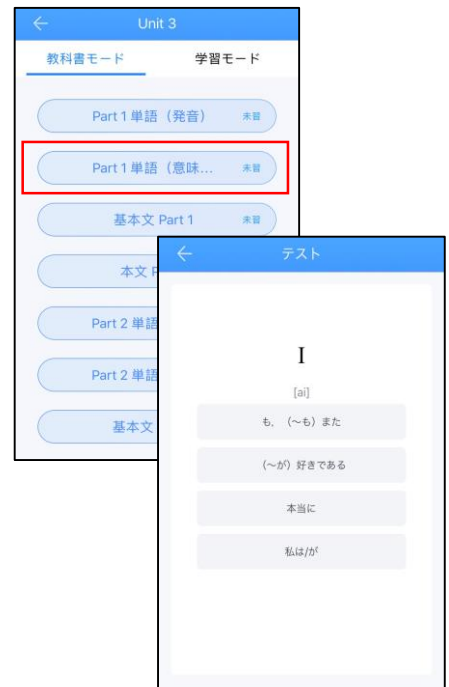 ← Unit 3
教科書モード 学習モード
Part 1 単語（発音） 未習
Part 1 単語（意味... 未習
基本文 Part 1 未習
本文 P
Part 2 単語
Part 2 単語
基本文
← テスト
I
[ai]
も，（〜も）また
（〜が）好きである
本当に
私は/が